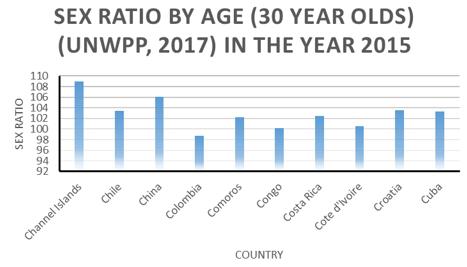 SEX RATIO BY AGE (30 YEAR OLDS)
(UNWPP, 2017) IN THE YEAR 2015
110
108
106
104
102
100
98
96
94
92
SEX RATIO
Channel Islands
Chile
China
Colombia
Comoros
Congo
Costa Rica
Cote d'Ivoire
Croatia
Cuba
COUNTRY